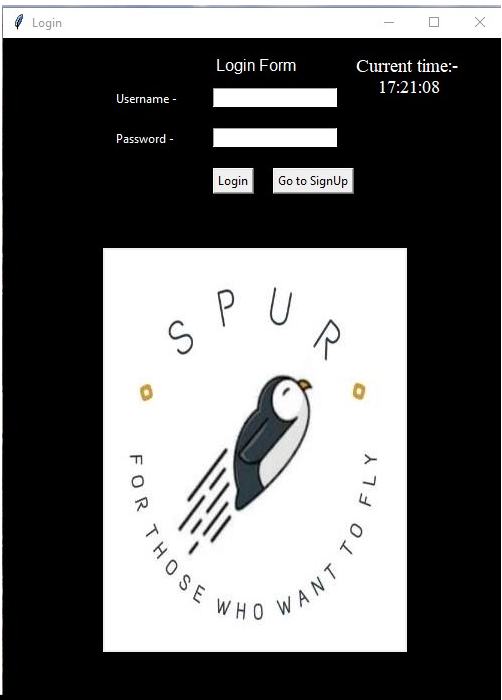 Login
Login Form
Current time:-
17:21:08
Username -
Password -
Login
Go to SignUp
SPUR
FOR THOSE WHO WANT TO FLY